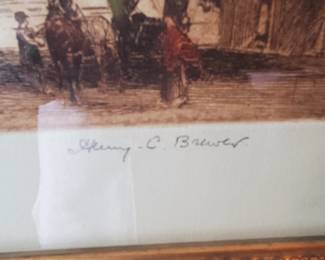 Henry - C. Brewer